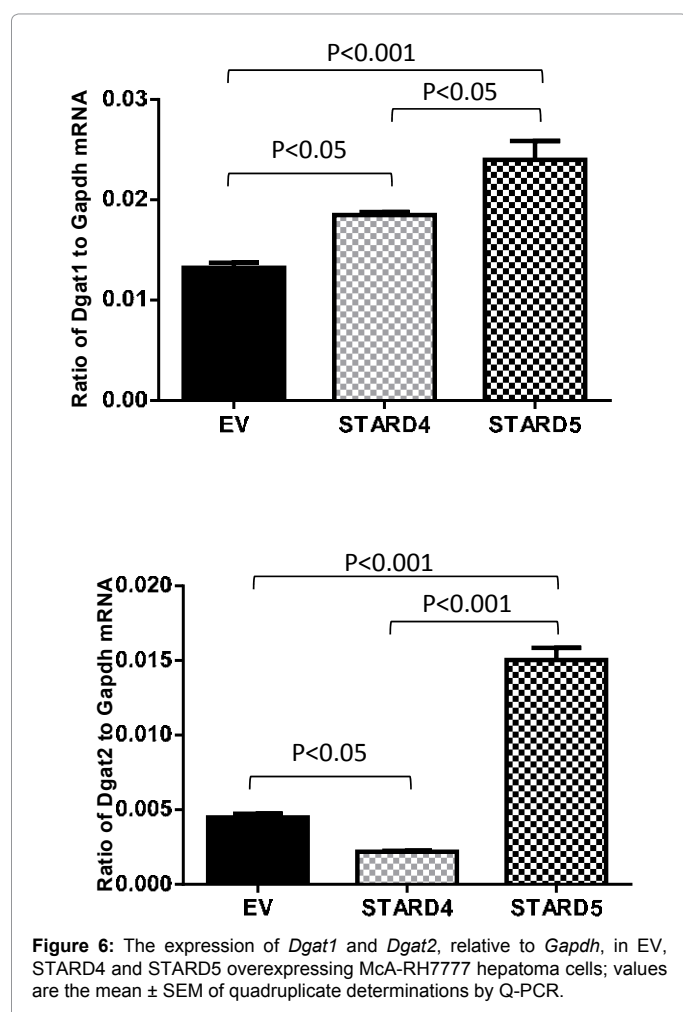 P<0.001
P<0.05
P<0.05
Ratio of Dgat1 to Gapdh mRNA
0.03
0.02
0.01
0.00
EV STARD4 STARD5
P<0.001
P<0.001
P<0.05
Ratio of Dgat2 to Gapdh mRNA
0.020
0.015
0.010
0.005
0.000
EV STARD4 STARD5
Figure 6: The expression of Dgat1 and Dgat2, relative to Gapdh, in EV,
STARD4 and STARD5 overexpressing McA-RH7777 hepatoma cells; values
are the mean ± SEM of quadruplicate determinations by Q-PCR.